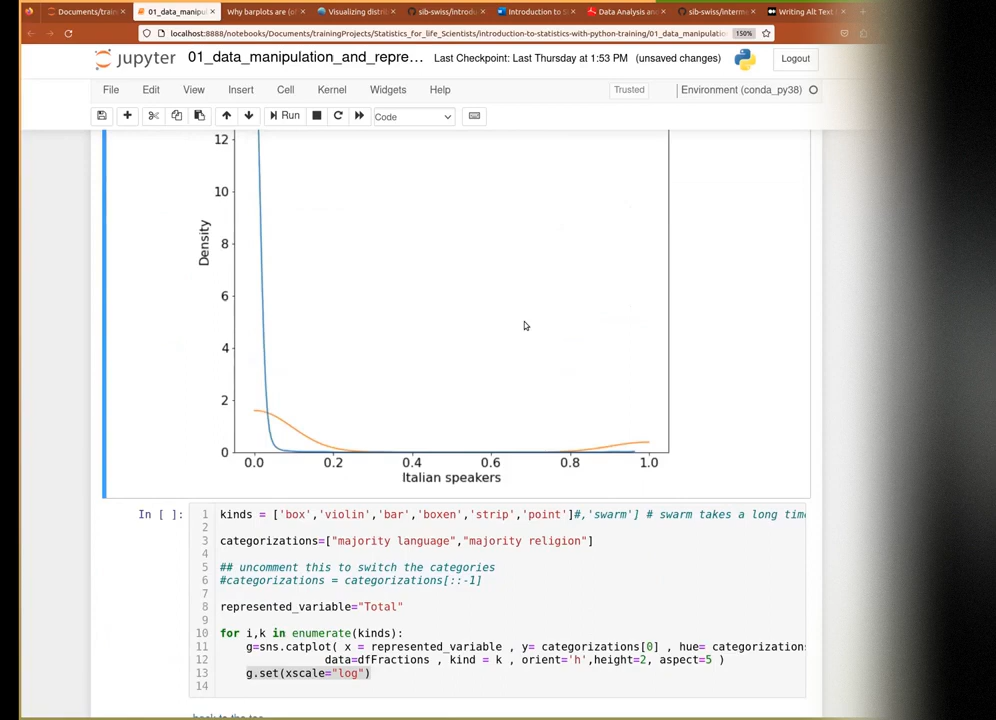 Documents/train
01_data_manipul
Why barplots are (o
Visualizing distri
sib-swiss/introdu
Introduction to S
Data Analysis and
sib-swiss/interm
Writing Alt Text
localhost:8888/notebooks/Documents/trainingProjects/Statistics_for_life_Scientists/introduction-to-statistics-with-python-training/01_data_manipulatio
150%
jupyter 01_data_manipulation_and_repre... Last Checkpoint: Last Thursday at 1:53 PM (unsaved changes) Logout
File Edit View Insert Cell Kernel Widgets Help Trusted Environment (conda_py38)
Run Code
12
10
8
6
4
2
0
Density
0.0 0.2 0.4 0.6 0.8 1.0
Italian speakers
In [ ]:
1 kinds = ['box','violin','bar','boxen','strip','point']#,'swarm'] # swarm takes a long time
2
3 categorizations=["majority language","majority religion"]
4
5 ## uncomment this to switch the categories
6 #categorizations = categorizations[::-1]
7
8 represented_variable="Total"
9
10 for i,k in enumerate(kinds):
11 g=sns.catplot( x = represented_variable , y= categorizations[0] , hue= categorizations
12 data=dfFractions , kind = k , orient='h',height=2, aspect=5 )
13 g.set(xscale="log")
14